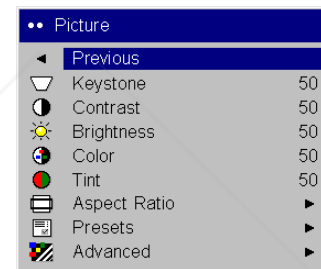 •• Picture
Previous
Keystone 50
Contrast 50
Brightness 50
Color 50
Tint 50
Aspect Ratio
Presets
Advanced